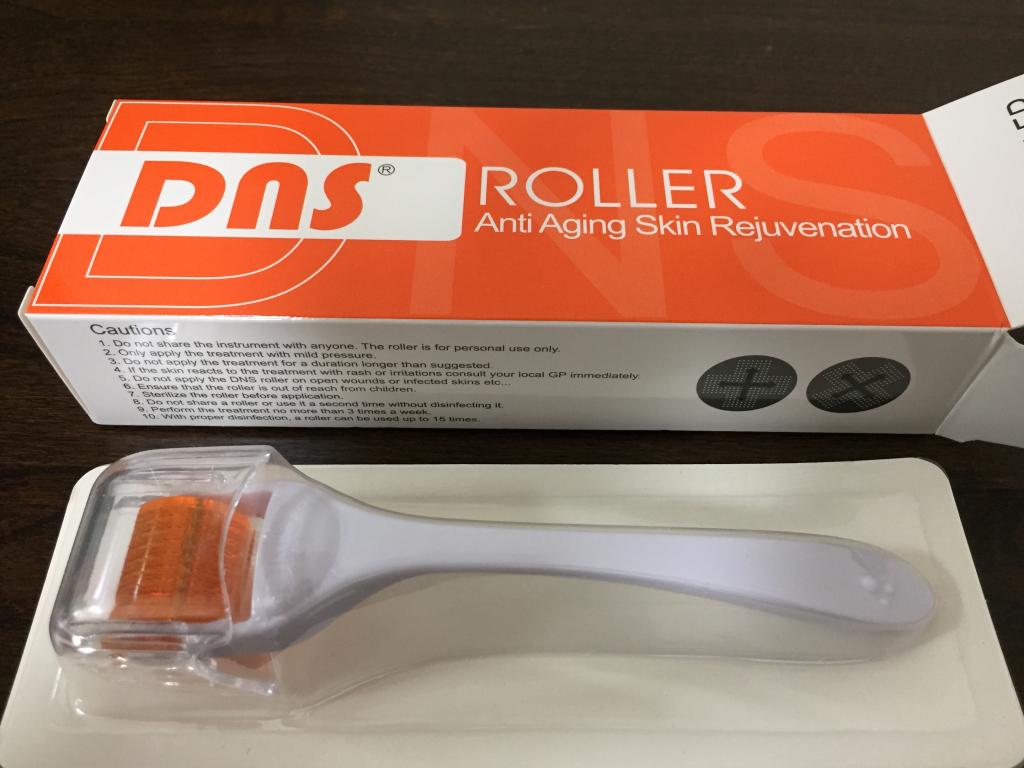 DNS®
ROLLER
Anti Aging Skin Rejuvenation
DNS
Cautions
1. Do not share the instrument with anyone. The roller is for personal use only.
2. Only apply the treatment with mild pressure.
3. Do not apply the treatment for a duration longer than suggested.
4. If the skin reacts to the treatment with rash or irritations consult your local GP immediately.
5. Do not apply the DNS roller on open wounds or infected skins etc...
6. Ensure that the roller is out of reach from children.
7. Sterilize the roller before application.
8. Do not share a roller or use it a second time without disinfecting it.
9. Perform the treatment no more than 3 times a week.
10. With proper disinfection, a roller can be used up to 15 times.